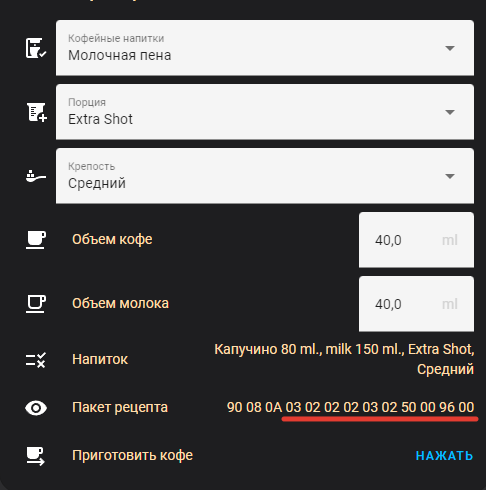 Кофейные напитки
Молочная пена
Порция
Extra Shot
Крепость
Средний
Объем кофе 40,0 ml
Объем молока 40,0 ml
Напиток Капучино 80 ml., milk 150 ml., Extra Shot,
Средний
Пакет рецепта 90 08 0A 03 02 02 02 03 02 50 00 96 00
Приготовить кофе НАЖАТЬ